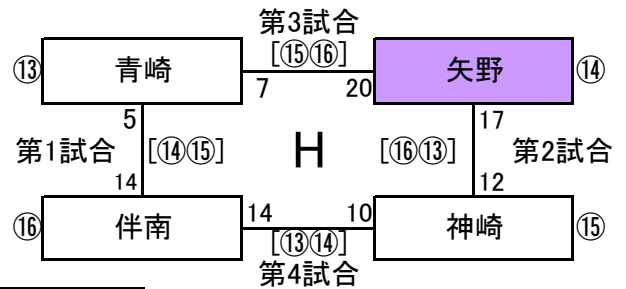 第3試合
[⑮⑯]
⑬ 青崎 矢野 ⑭
7 20
5 17
第1試合 [⑭⑮] H [⑯⑬] 第2試合
14 12
⑯ 伴南 14 10 神崎 ⑮
[⑬⑭]
第4試合